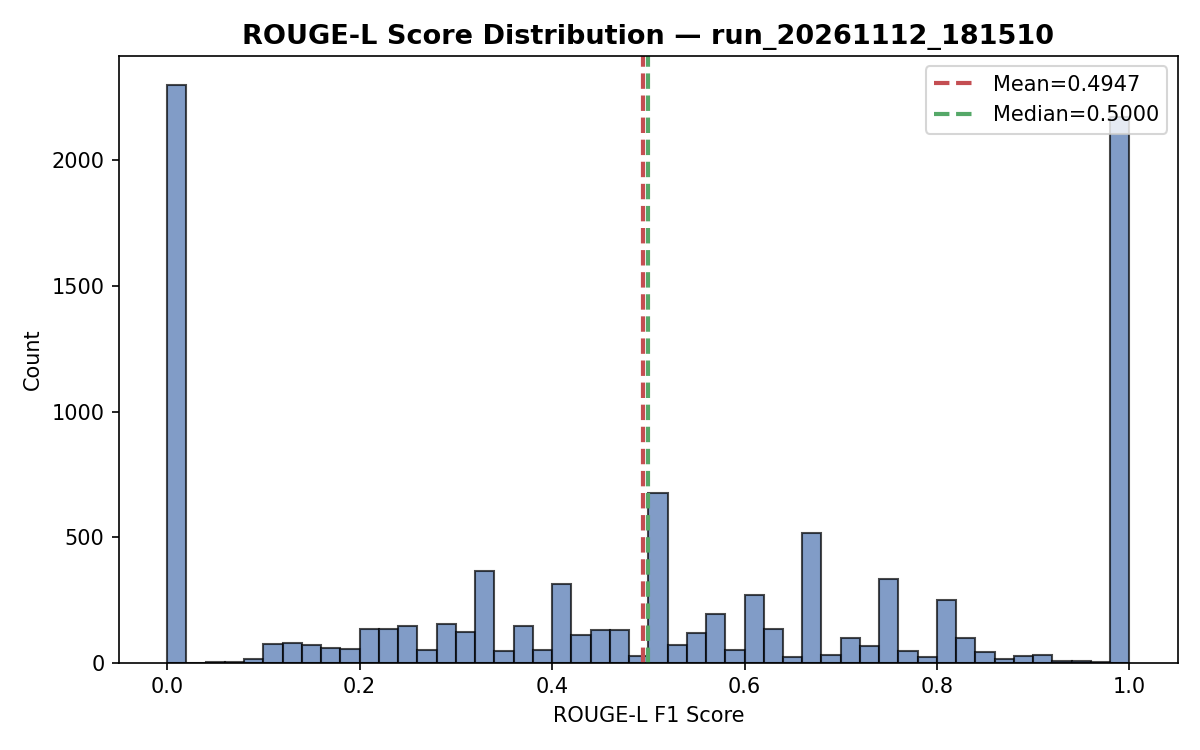 ROUGE-L Score Distribution — run_20261112_181510
Mean=0.4947
Median=0.5000
Count
2000
1500
1000
500
0
0.0 0.2 0.4 0.6 0.8 1.0
ROUGE-L F1 Score